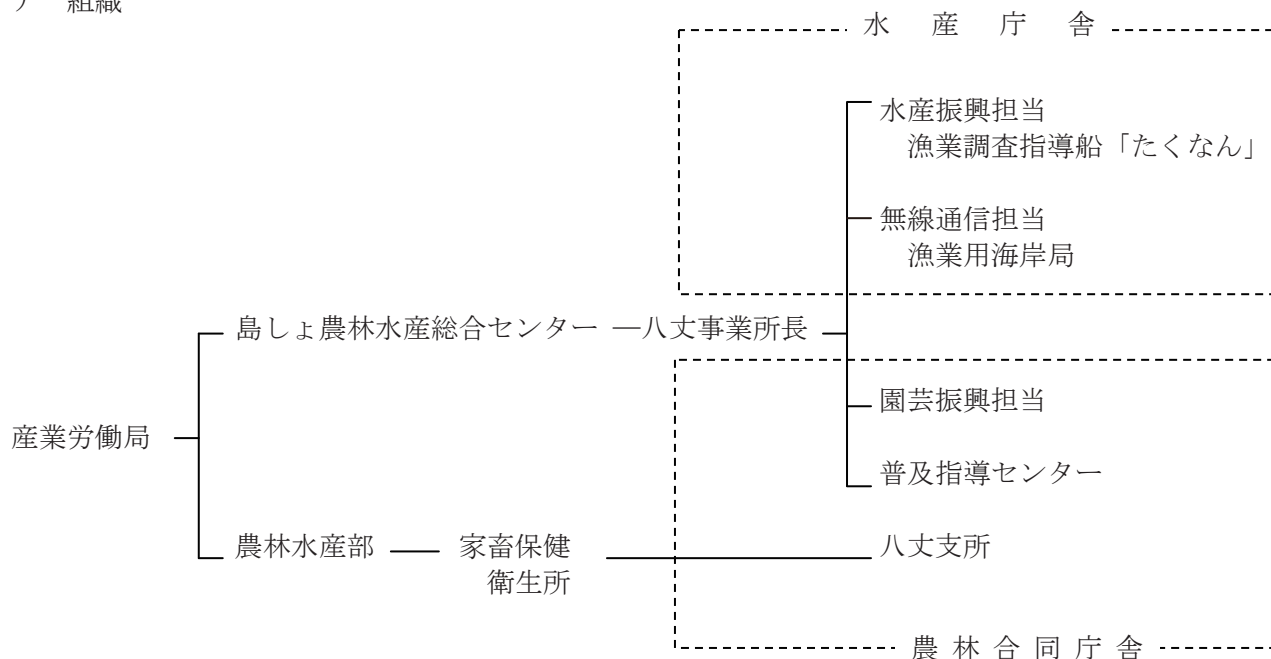 組織
水産庁舎
水産振興担当
漁業調査指導船「たくなん」
無線通信担当
漁業用海岸局
島しょ農林水産総合センター ―八丈事業所長
園芸振興担当
産業労働局
普及指導センター
農林水産部 家畜保健 八丈支所
衛生所
農林合同庁舎